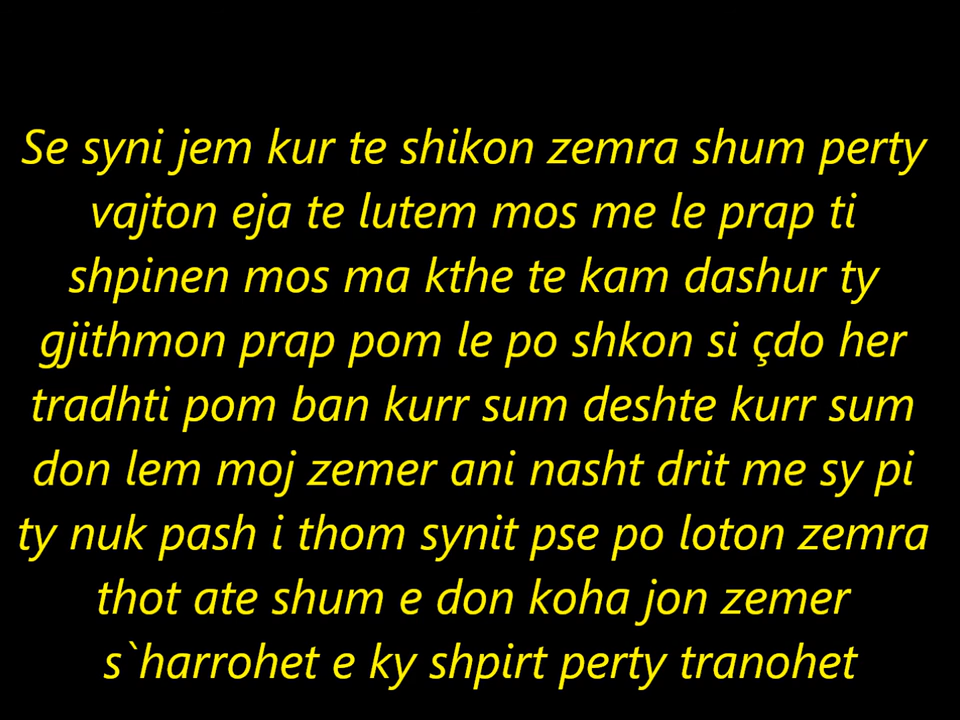 Se syni jem kur te shikon zemra shum perty
vajton eja te lutem mos me le prap ti
shpinen mos ma kthe te kam dashur ty
gjithmon prap pom le po shkon si çdo her
tradhti pom ban kurr sum deshte kurr sum
don lem moj zemer ani nasht drit me sy pi
ty nuk pash i thom synit pse po loton zemra
thot ate shum e don koha jon zemer
s`harrohet e ky shpirt perty tranohet